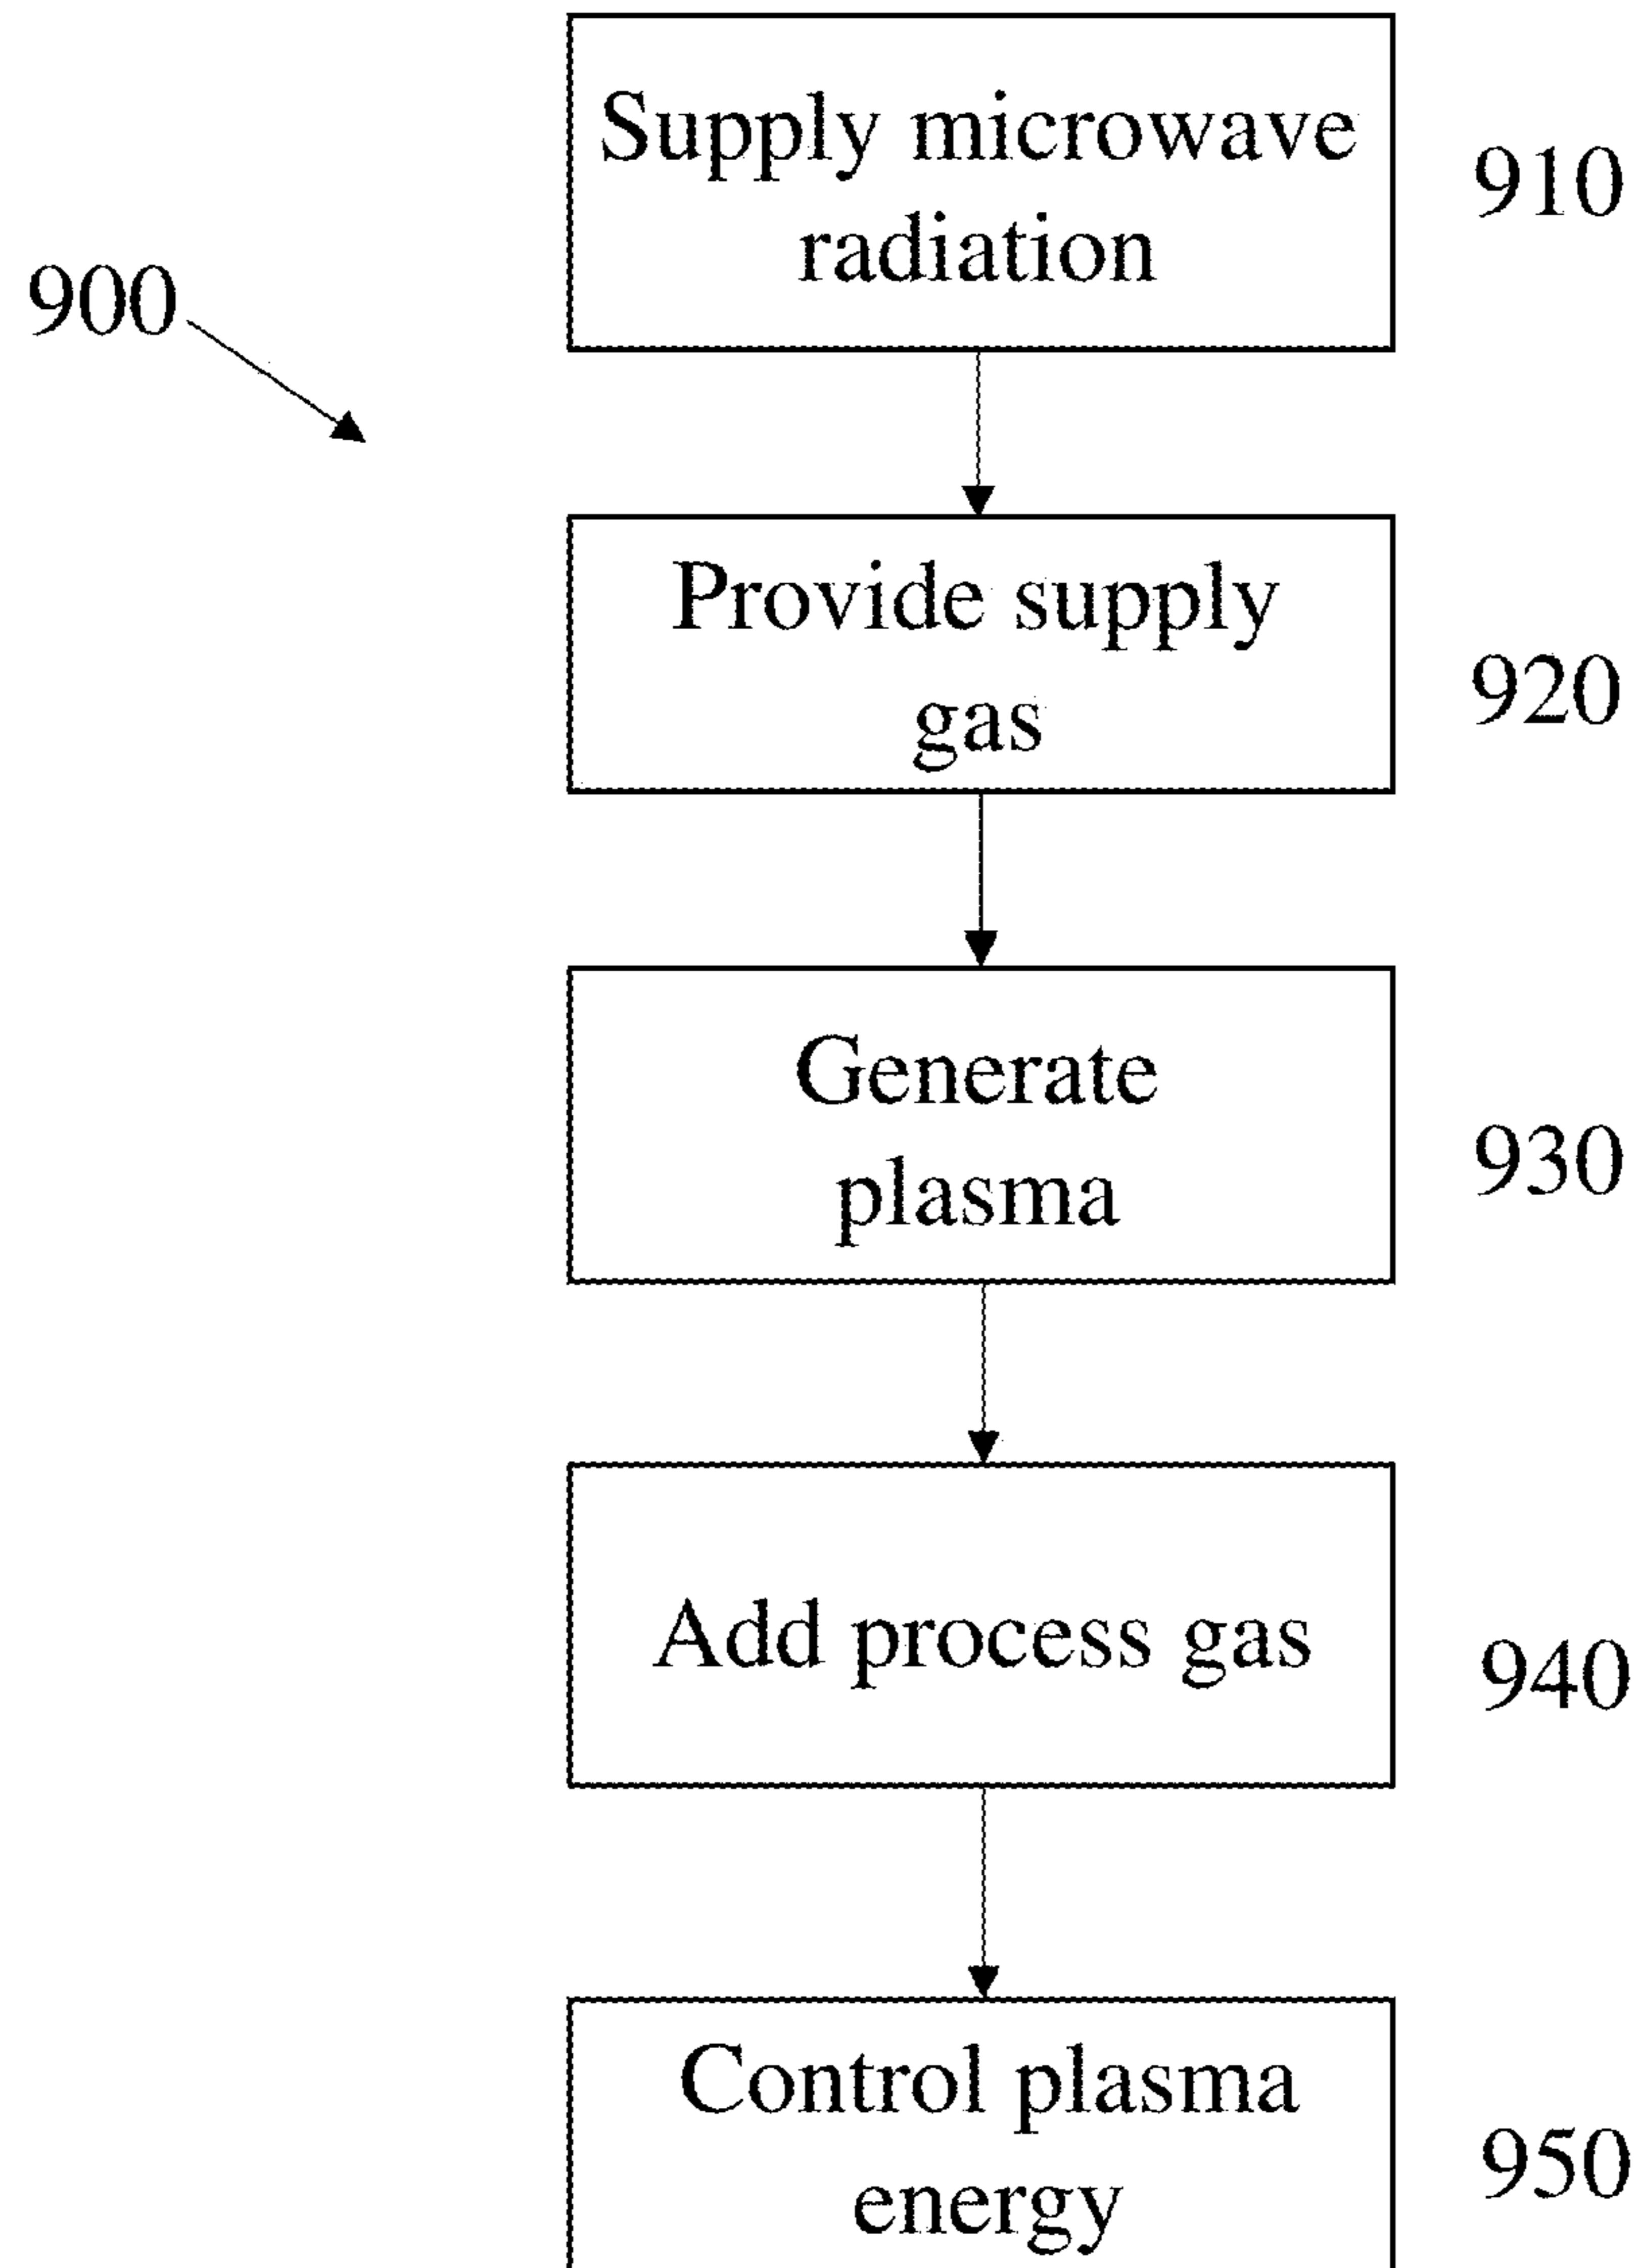 Supply microwave
radiation
910
900
Provide supply
gas
920
Generate
plasma
930
Add process gas
940
Control plasma
energy
950